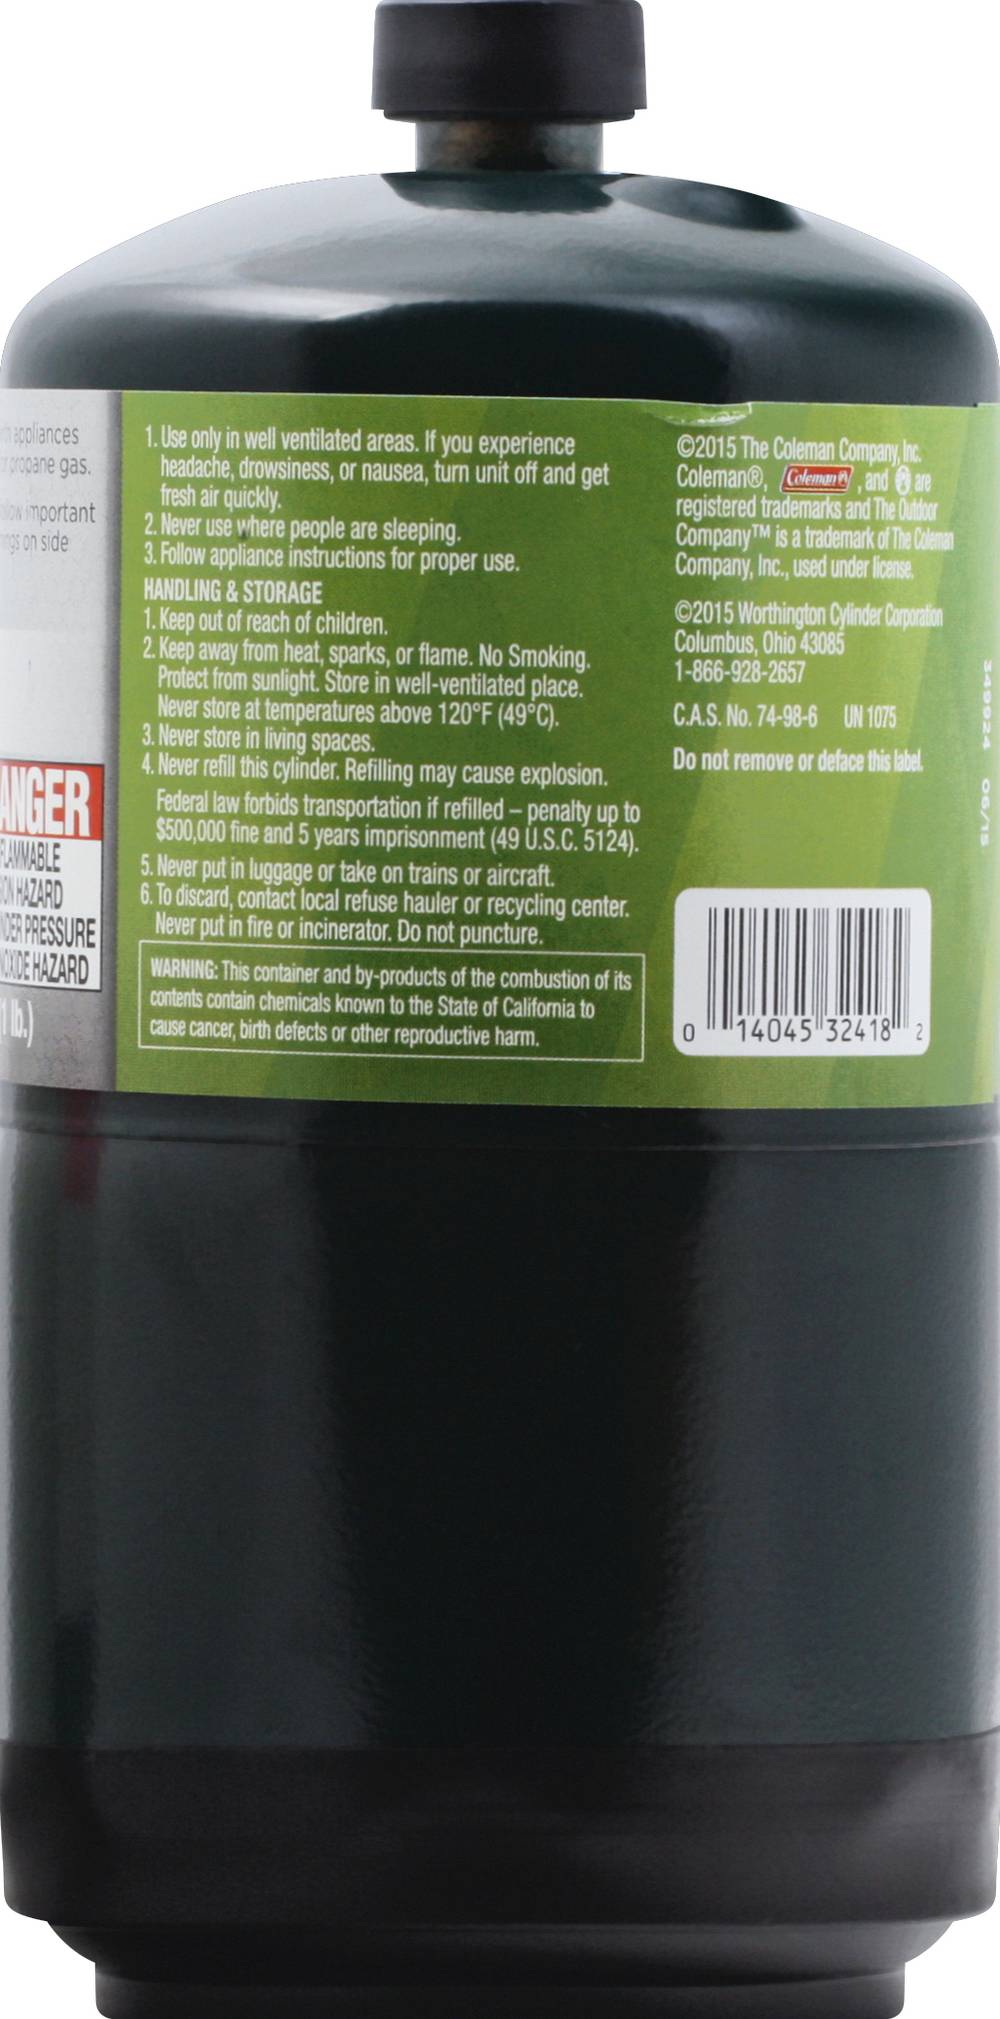 appliances
propane gas.
important
on side
ANGER
FLAMMABLE
HAZARD
PRESSURE
HAZARD
1 lb.)
1. Use only in well ventilated areas. If you experience
headache, drowsiness, or nausea, turn unit off and get
fresh air quickly.
2. Never use where people are sleeping.
3. Follow appliance instructions for proper use.
HANDLING & STORAGE
1. Keep out of reach of children.
2. Keep away from heat, sparks, or flame. No Smoking.
Protect from sunlight. Store in well-ventilated place.
Never store at temperatures above 120°F (49°C).
3. Never store in living spaces.
4. Never refill this cylinder. Refilling may cause explosion.
Federal law forbids transportation if refilled – penalty up to
$500,000 fine and 5 years imprisonment (49 U.S.C. 5124).
5. Never put in luggage or take on trains or aircraft.
6. To discard, contact local refuse hauler or recycling center.
Never put in fire or incinerator. Do not puncture.
WARNING: This container and by-products of the combustion of its
contents contain chemicals known to the State of California to
cause cancer, birth defects or other reproductive harm.
©2015 The Coleman Company, Inc.
Coleman®, Coleman®, and are
registered trademarks and The Outdoor
Company™ is a trademark of The Coleman
Company, Inc., used under license.
©2015 Worthington Cylinder Corporation
Columbus, Ohio 43085
1-866-928-2657
C.A.S. No. 74-98-6 UN 1075
Do not remove or deface this label.
0 14045 32418 2
349924 06/15